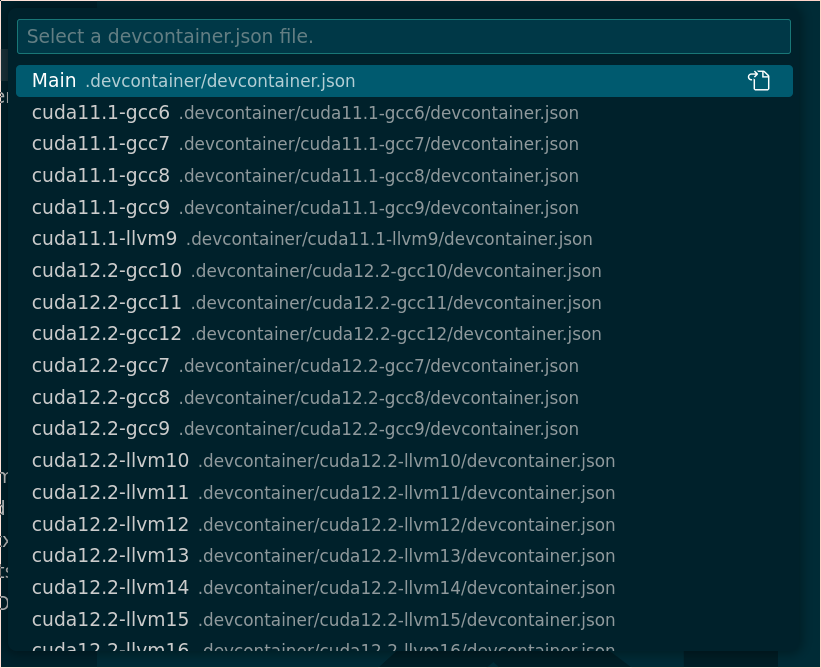 Select a devcontainer.json file.
Main .devcontainer/devcontainer.json
cuda11.1-gcc6 .devcontainer/cuda11.1-gcc6/devcontainer.json
cuda11.1-gcc7 .devcontainer/cuda11.1-gcc7/devcontainer.json
cuda11.1-gcc8 .devcontainer/cuda11.1-gcc8/devcontainer.json
cuda11.1-gcc9 .devcontainer/cuda11.1-gcc9/devcontainer.json
cuda11.1-llvm9 .devcontainer/cuda11.1-llvm9/devcontainer.json
cuda12.2-gcc10 .devcontainer/cuda12.2-gcc10/devcontainer.json
cuda12.2-gcc11 .devcontainer/cuda12.2-gcc11/devcontainer.json
cuda12.2-gcc12 .devcontainer/cuda12.2-gcc12/devcontainer.json
cuda12.2-gcc7 .devcontainer/cuda12.2-gcc7/devcontainer.json
cuda12.2-gcc8 .devcontainer/cuda12.2-gcc8/devcontainer.json
cuda12.2-gcc9 .devcontainer/cuda12.2-gcc9/devcontainer.json
cuda12.2-llvm10 .devcontainer/cuda12.2-llvm10/devcontainer.json
cuda12.2-llvm11 .devcontainer/cuda12.2-llvm11/devcontainer.json
cuda12.2-llvm12 .devcontainer/cuda12.2-llvm12/devcontainer.json
cuda12.2-llvm13 .devcontainer/cuda12.2-llvm13/devcontainer.json
cuda12.2-llvm14 .devcontainer/cuda12.2-llvm14/devcontainer.json
cuda12.2-llvm15 .devcontainer/cuda12.2-llvm15/devcontainer.json
cuda12.2-llvm16 .devcontainer/cuda12.2-llvm16/devcontainer.json